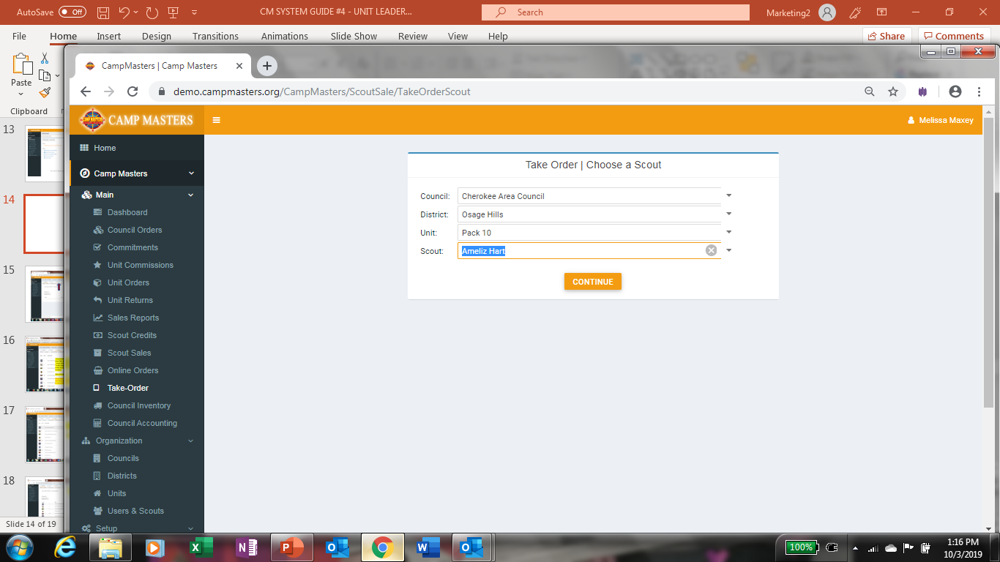 AutoSave Off CM SYSTEM GUIDE #4 - UNIT LEADER... Search Marketing2
File Home Insert Design Transitions Animations Slide Show Review View Help Share Comments
Paste
Clipboard
CampMasters | Camp Masters
demo.campmasters.org/CampMasters/ScoutSale/TakeOrderScout
CAMP MASTERS
Melissa Maxey
13
14
15
16
17
18
Slide 14 of 19
Home
Camp Masters
Main
Dashboard
Council Orders
Commitments
Unit Commissions
Unit Orders
Unit Returns
Sales Reports
Scout Credits
Scout Sales
Online Orders
Take-Order
Council Inventory
Council Accounting
Organization
Councils
Districts
Units
Users & Scouts
Setup
Take Order | Choose a Scout
Council: Cherokee Area Council
District: Osage Hills
Unit: Pack 10
Scout: Ameliz Hart
CONTINUE
100%
1:16 PM
10/3/2019